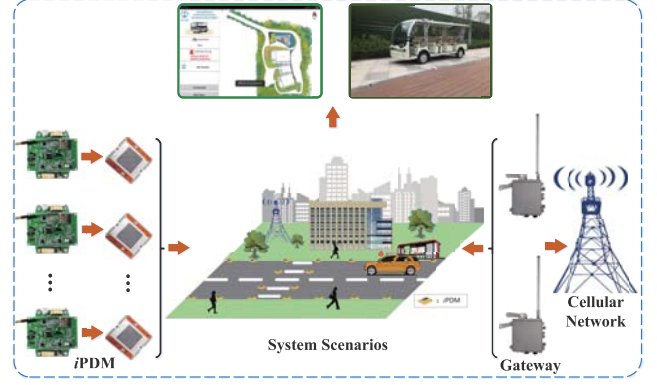 : iPDM
Cellular
Network
iPDM
System Scenarios
Gateway